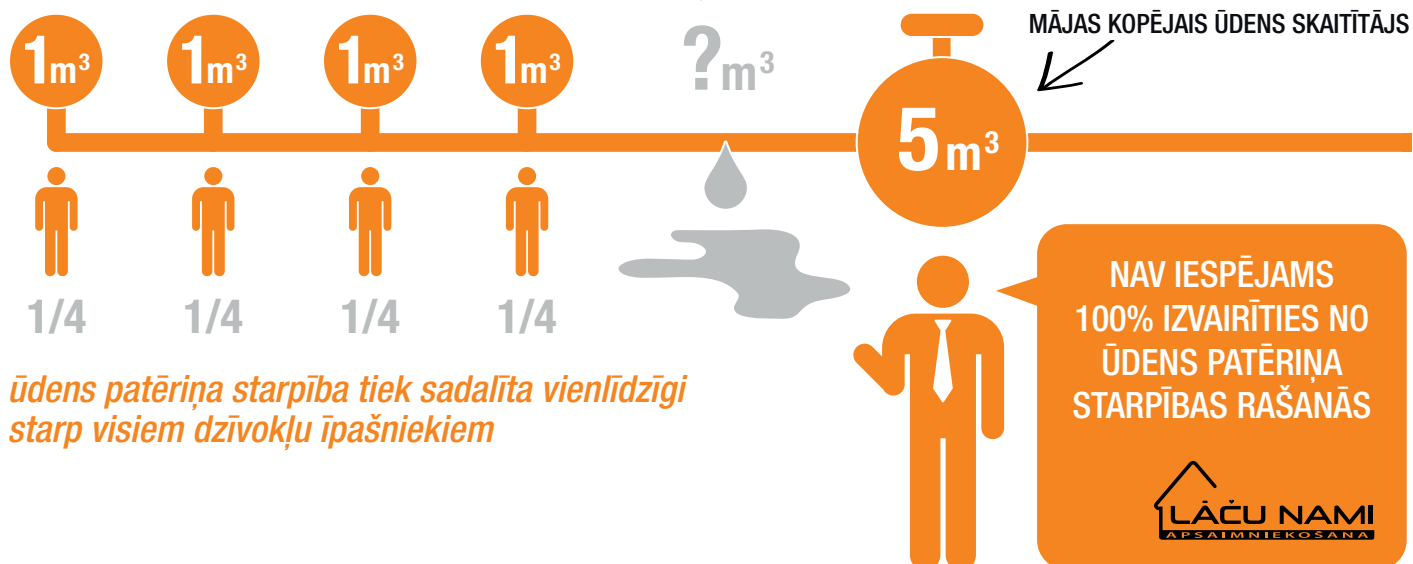 1m³ 1m³ 1m³ 1m³ ?m³
MĀJAS KOPĒJAIS ŪDENS SKAITĪTĀJS
5m³
1/4 1/4 1/4 1/4
ūdens patēriņa starpība tiek sadalīta vienlīdzīgi
starp visiem dzīvokļu īpašniekiem
NAV IESPĒJAMS
100% IZVAIRĪTIES NO
ŪDENS PATĒRIŅA
STARPĪBAS RAŠANĀS
LĀČU NAMI
APSAIMNIEKOŠANA